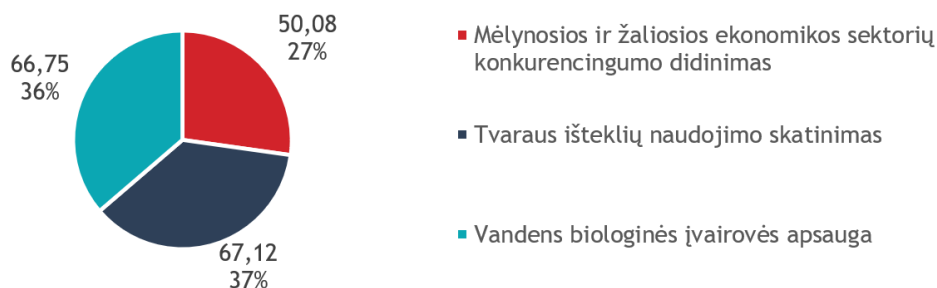 50,08
27%
66,75
36%
67,12
37%
Mėlynosios ir žaliosios ekonomikos sektorių
konkurencingumo didinimas
Tvaraus išteklių naudojimo skatinimas
Vandens biologinės įvairovės apsauga